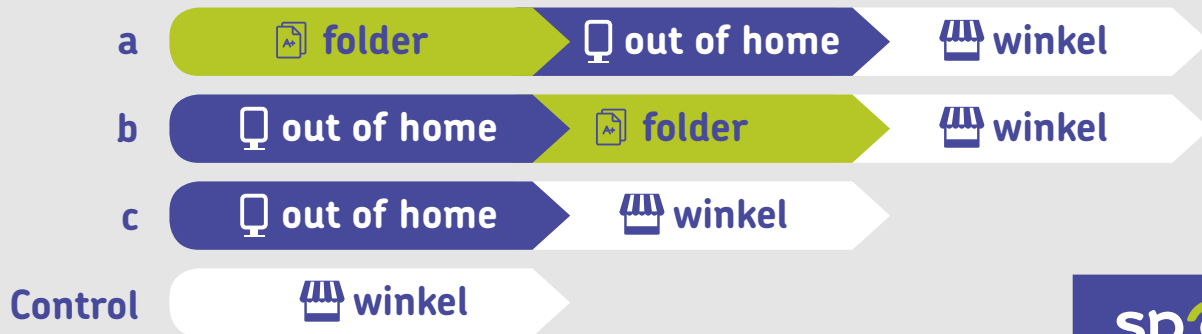 a folder out of home winkel
b out of home folder winkel
c out of home winkel
Control winkel